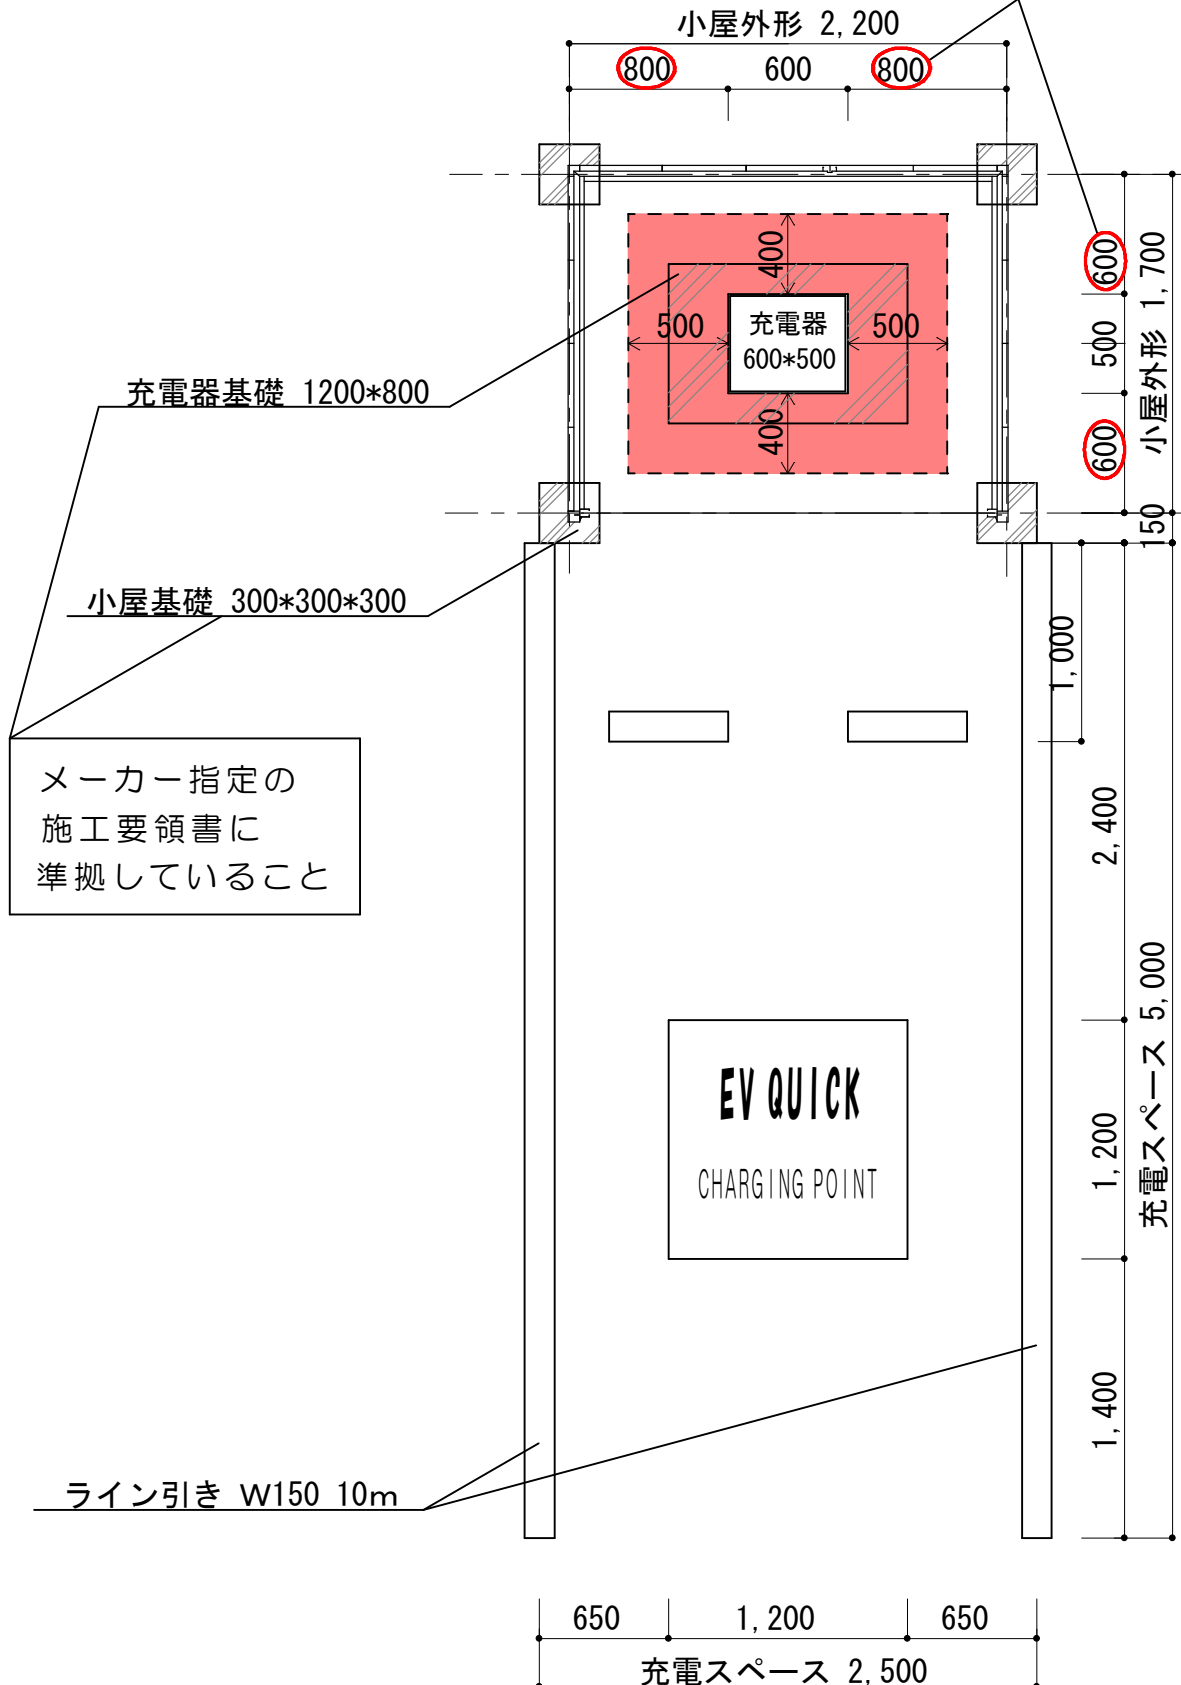 小屋外形 2,200
800 600 800
400
600
小屋外形 1,700
500 充電器 500
600*500
500
400
600
充電器基礎 1200*800
150
小屋基礎 300*300*300
1,000
メーカー指定の
施工要領書に
準拠していること
2,400
充電スペース 5,000
EV QUICK
CHARGING POINT
1,200
1,400
ライン引き W150 10m
650 1,200 650
充電スペース 2,500